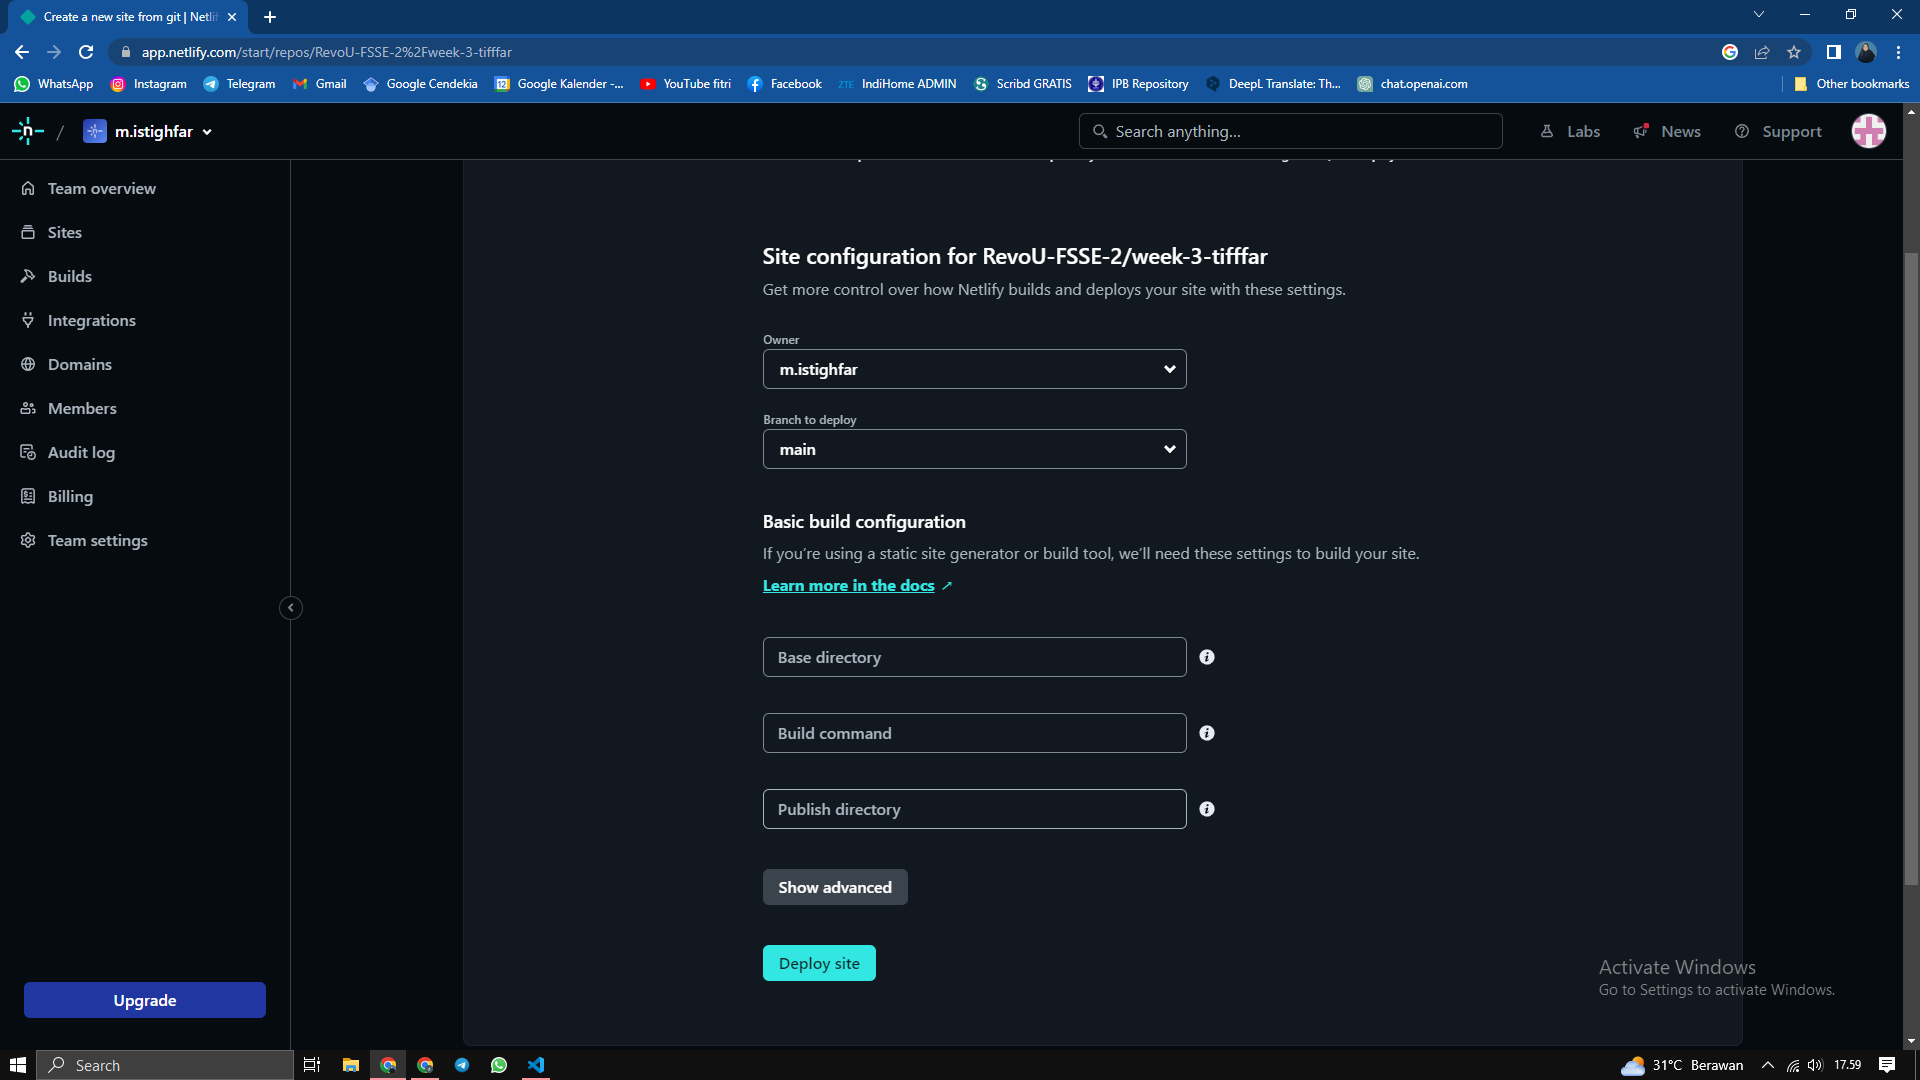 Create a new site from git | Netlif
app.netlify.com/start/repos/RevoU-FSSE-2%2Fweek-3-tifffar
WhatsApp
Instagram
Telegram
Gmail
Google Cendekia
12
Google Kalender -...
YouTube fitri
Facebook
ZTE
IndiHome ADMIN
Scribd GRATIS
IPB Repository
DeepL Translate: Th...
chat.openai.com
Other bookmarks
n
/
m.istighfar
Search anything...
Labs
News
Support
Team overview
Sites
Builds
Integrations
Domains
Members
Audit log
Billing
Team settings
Upgrade
Site configuration for RevoU-FSSE-2/week-3-tifffar
Get more control over how Netlify builds and deploys your site with these settings.
Owner
m.istighfar
Branch to deploy
main
Basic build configuration
If you’re using a static site generator or build tool, we’ll need these settings to build your site.
Learn more in the docs ↗
Base directory
Build command
Publish directory
Show advanced
Deploy site
Activate Windows
Go to Settings to activate Windows.
Search
31°C Berawan
17.59